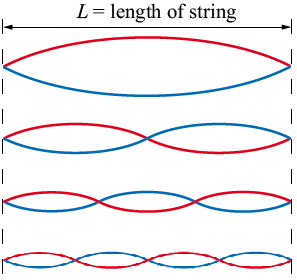 L = length of string